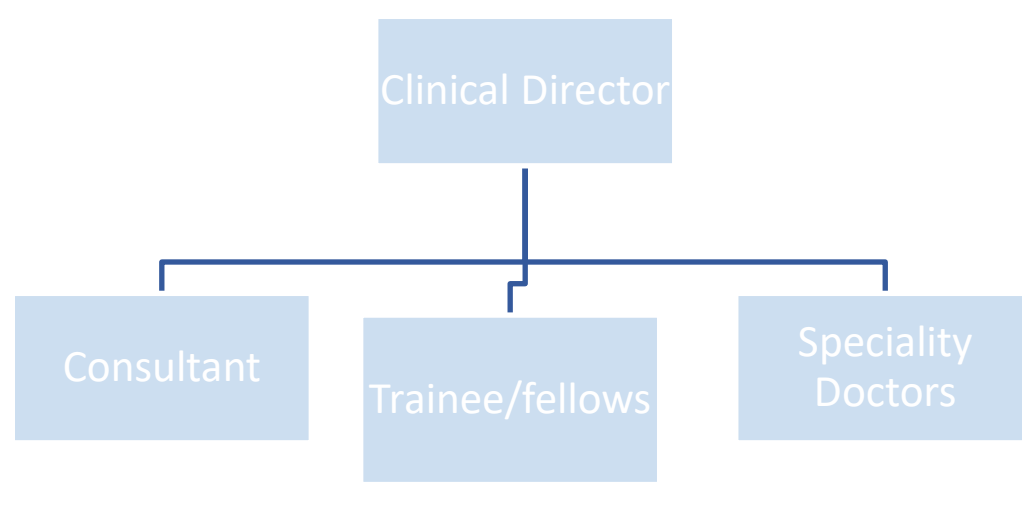 Clinical Director
Consultant
Trainee/fellows
Speciality
Doctors